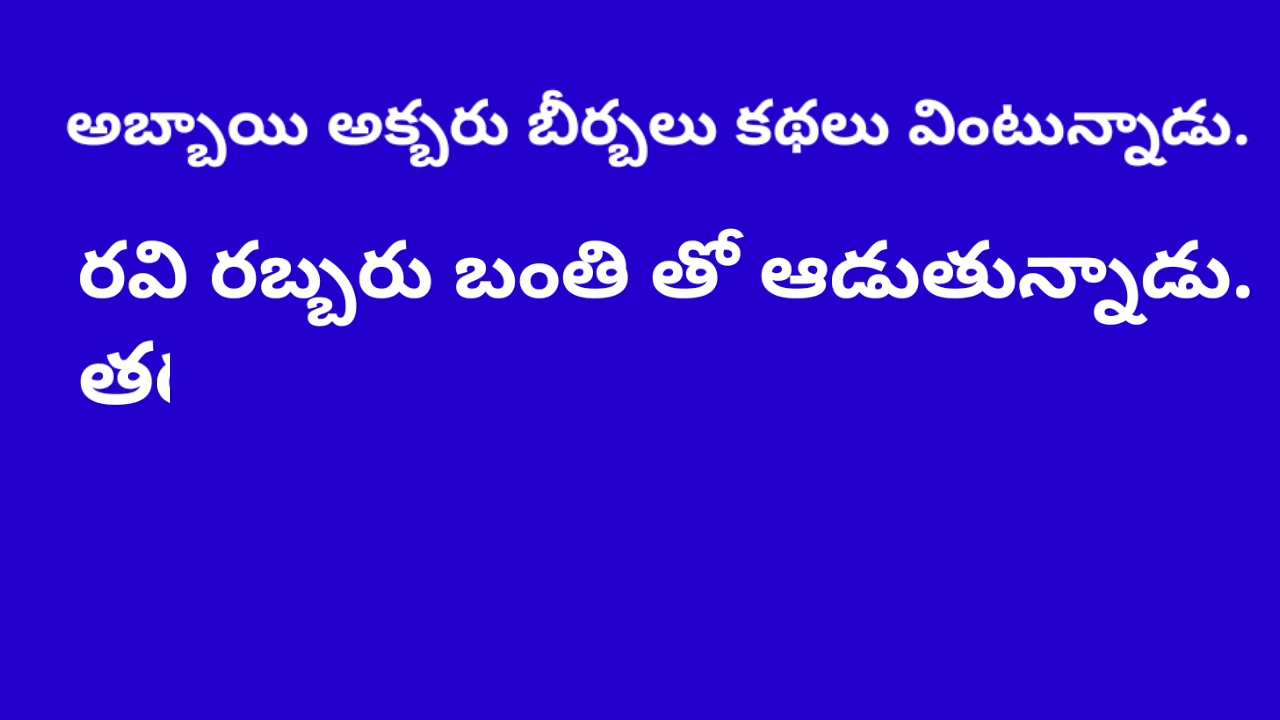 అబ్బాయి అక్బరు బీర్బలు కథలు వింటున్నాడు.
రవి రబ్బరు బంతి తో ఆడుతున్నాడు.